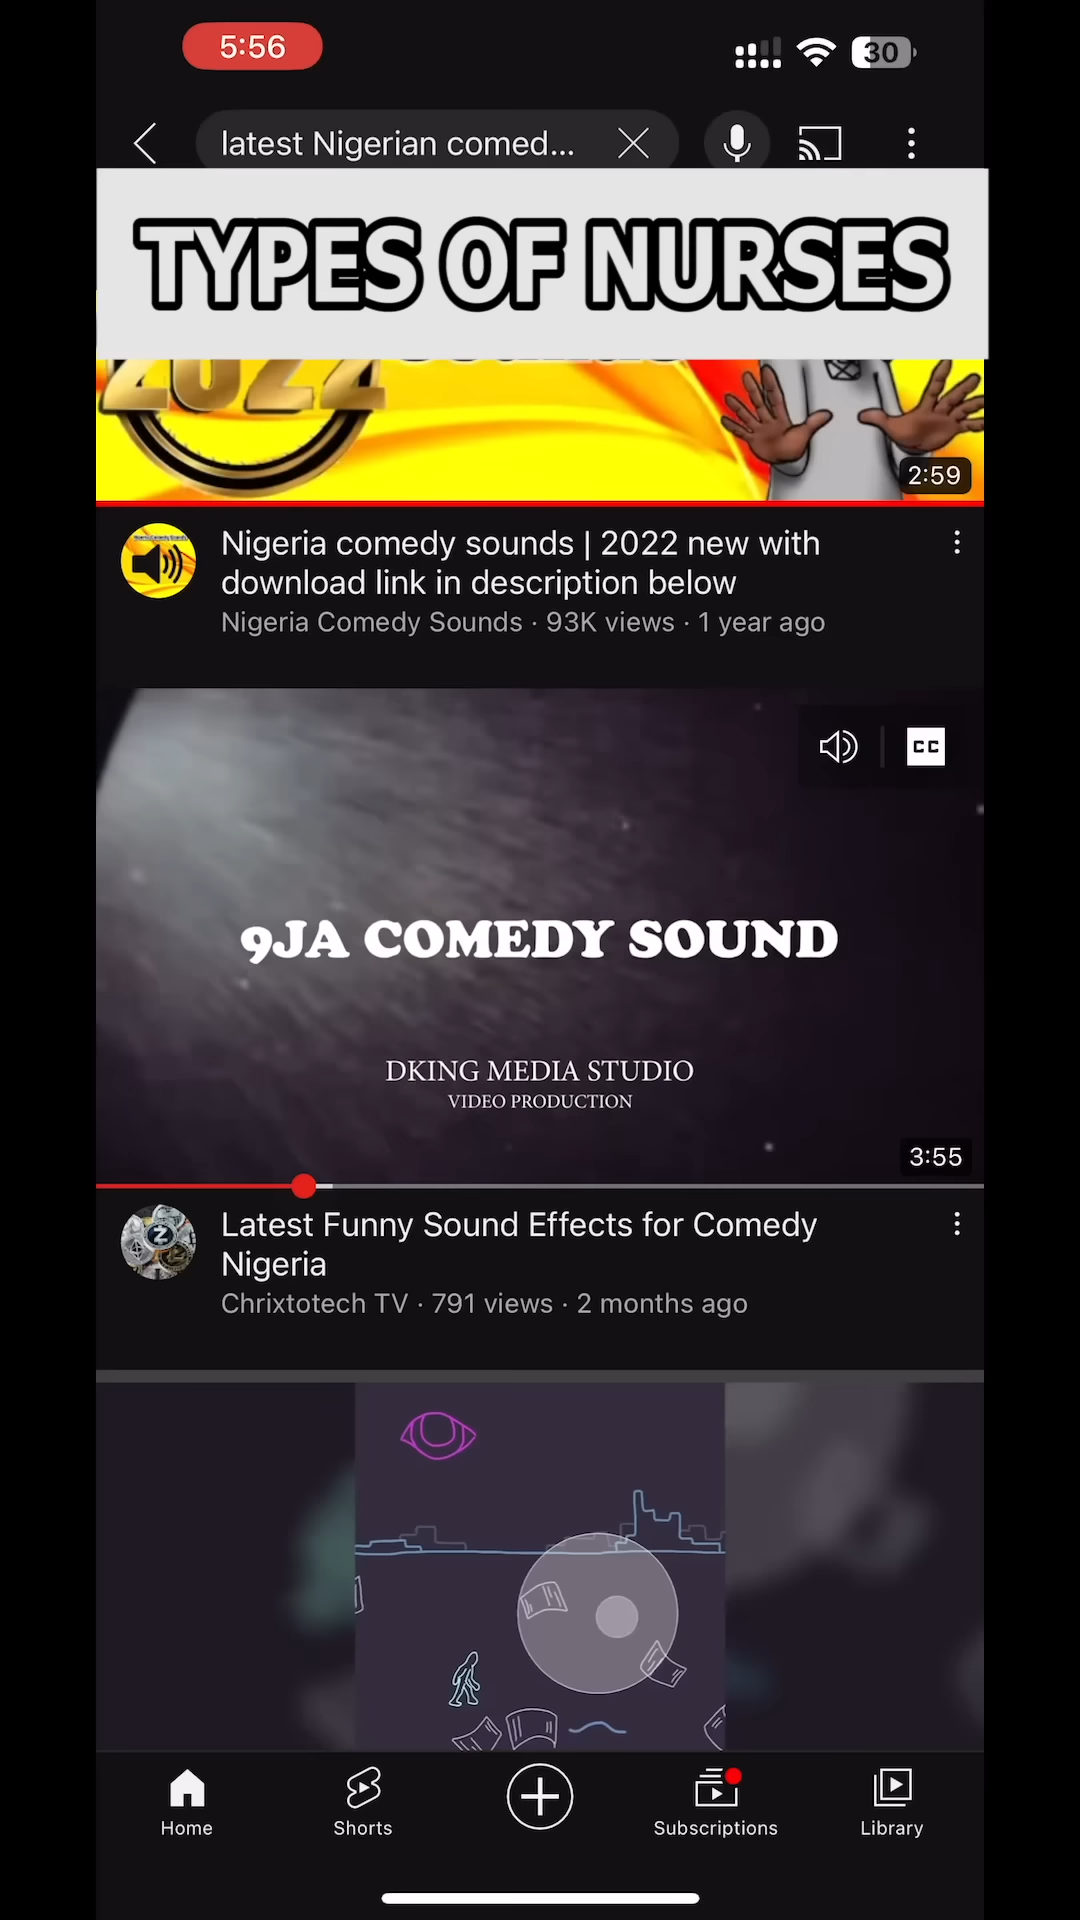 5:56
30
latest Nigerian comed...
TYPES OF NURSES
2022
2:59
Nigeria comedy sounds | 2022 new with
download link in description below
Nigeria Comedy Sounds · 93K views · 1 year ago
CC
9JA COMEDY SOUND
DKING MEDIA STUDIO
VIDEO PRODUCTION
3:55
Latest Funny Sound Effects for Comedy
Nigeria
Chrixtotech TV · 791 views · 2 months ago
Home
Shorts
Subscriptions
Library